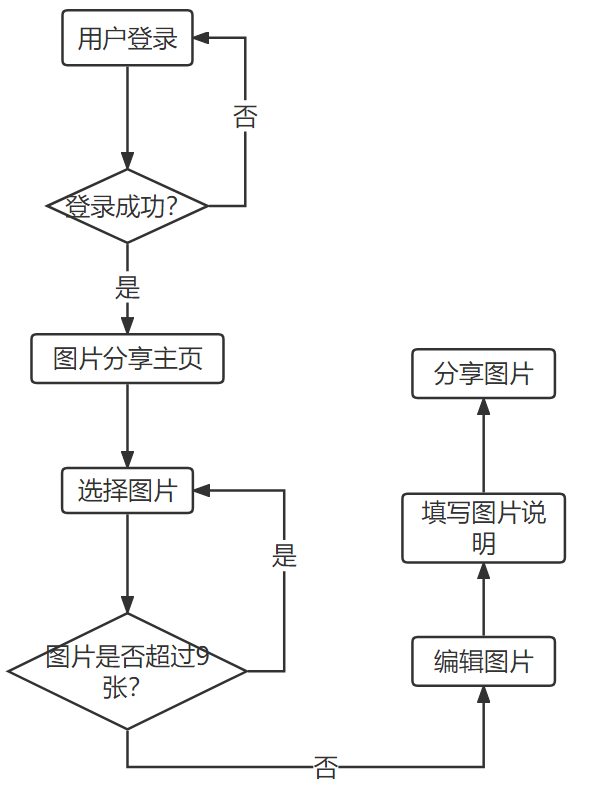 用户登录
否
登录成功?
是
图片分享主页
选择图片
是
图片是否超过9
张?
否
编辑图片
填写图片说
明
分享图片